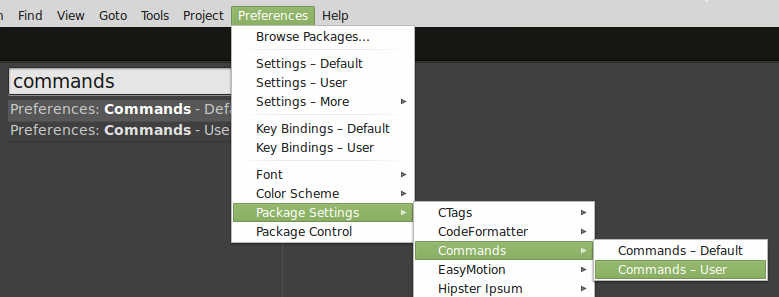 Find View Goto Tools Project Preferences Help
commands
Preferences: Commands - Defa
Preferences: Commands - Use
Browse Packages...
Settings – Default
Settings – User
Settings – More
Key Bindings – Default
Key Bindings – User
Font
Color Scheme
Package Settings
Package Control
CTags
CodeFormatter
Commands
EasyMotion
Hipster Ipsum
Commands – Default
Commands – User